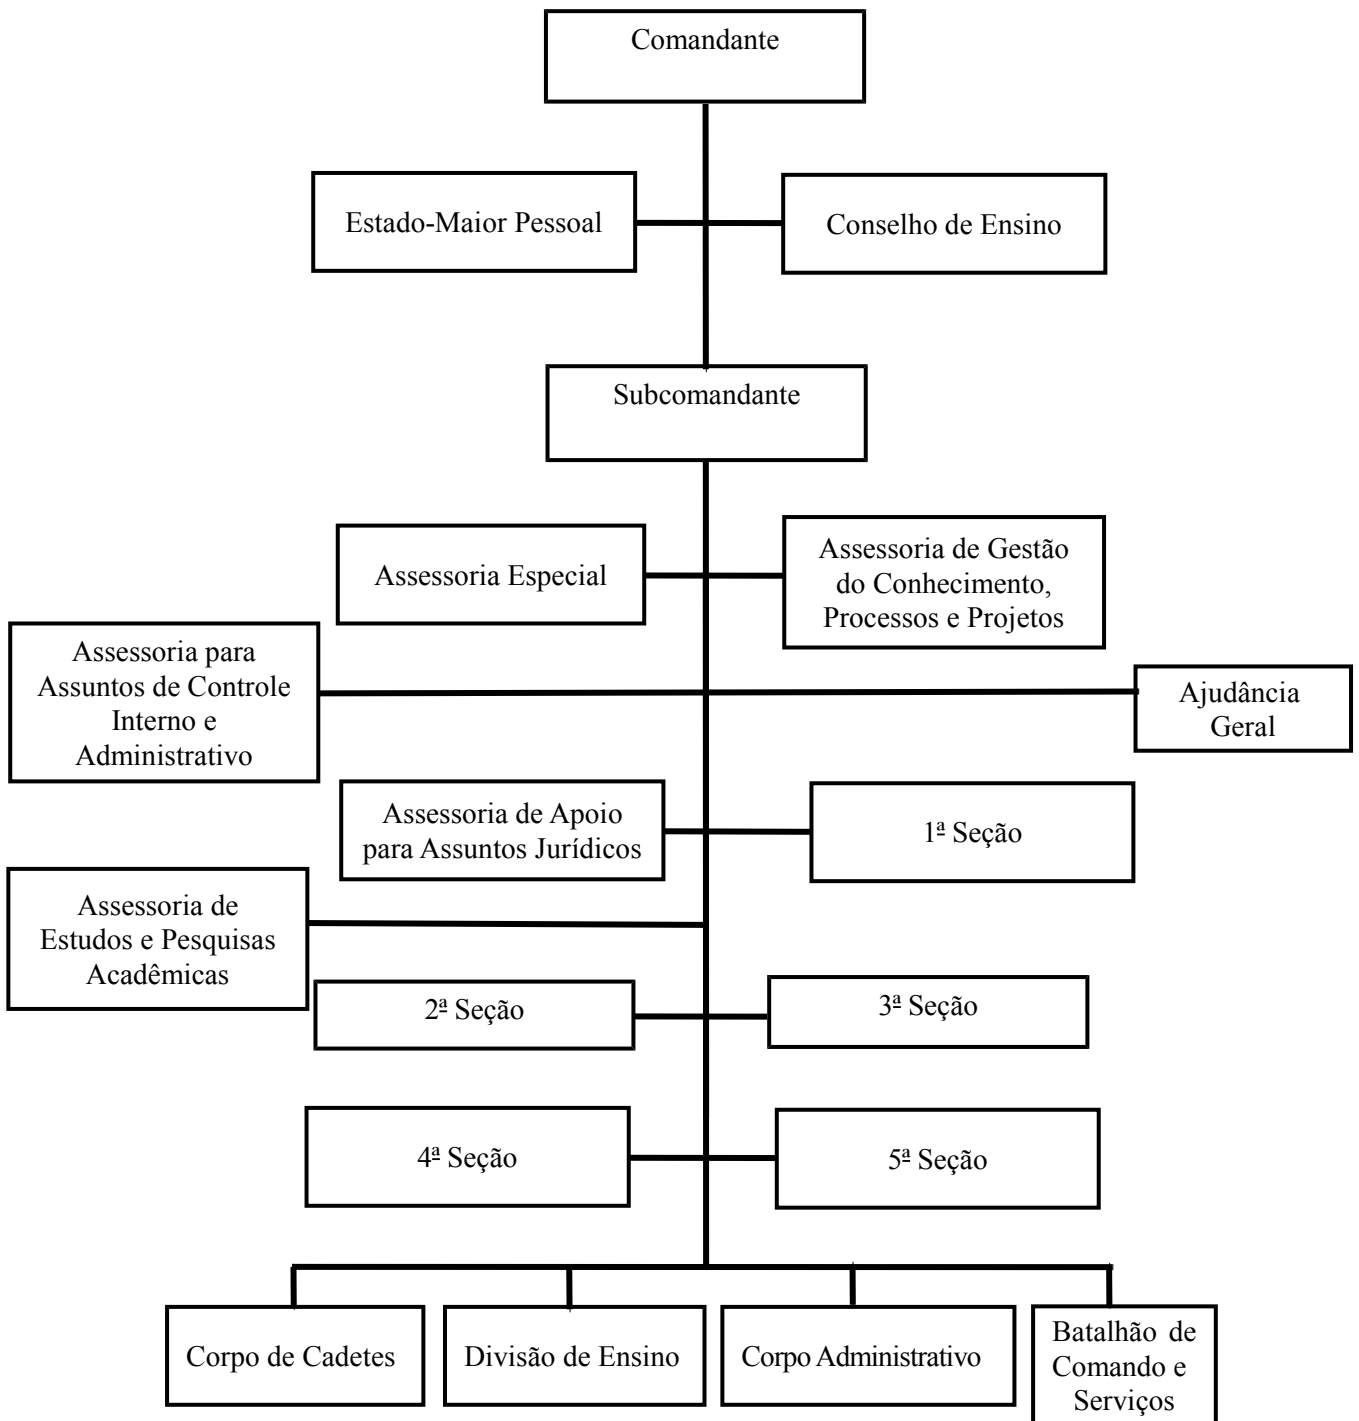 Comandante
Estado-Maior Pessoal
Conselho de Ensino
Subcomandante
Assessoria Especial
Assessoria de Gestão
do Conhecimento,
Processos e Projetos
Assessoria para
Assuntos de Controle
Interno e
Administrativo
Ajudância
Geral
Assessoria de Apoio
para Assuntos Jurídicos
1ª Seção
Assessoria de
Estudos e Pesquisas
Acadêmicas
2ª Seção
3ª Seção
4ª Seção
5ª Seção
Corpo de Cadetes
Divisão de Ensino
Corpo Administrativo
Batalhão de
Comando e
Serviços